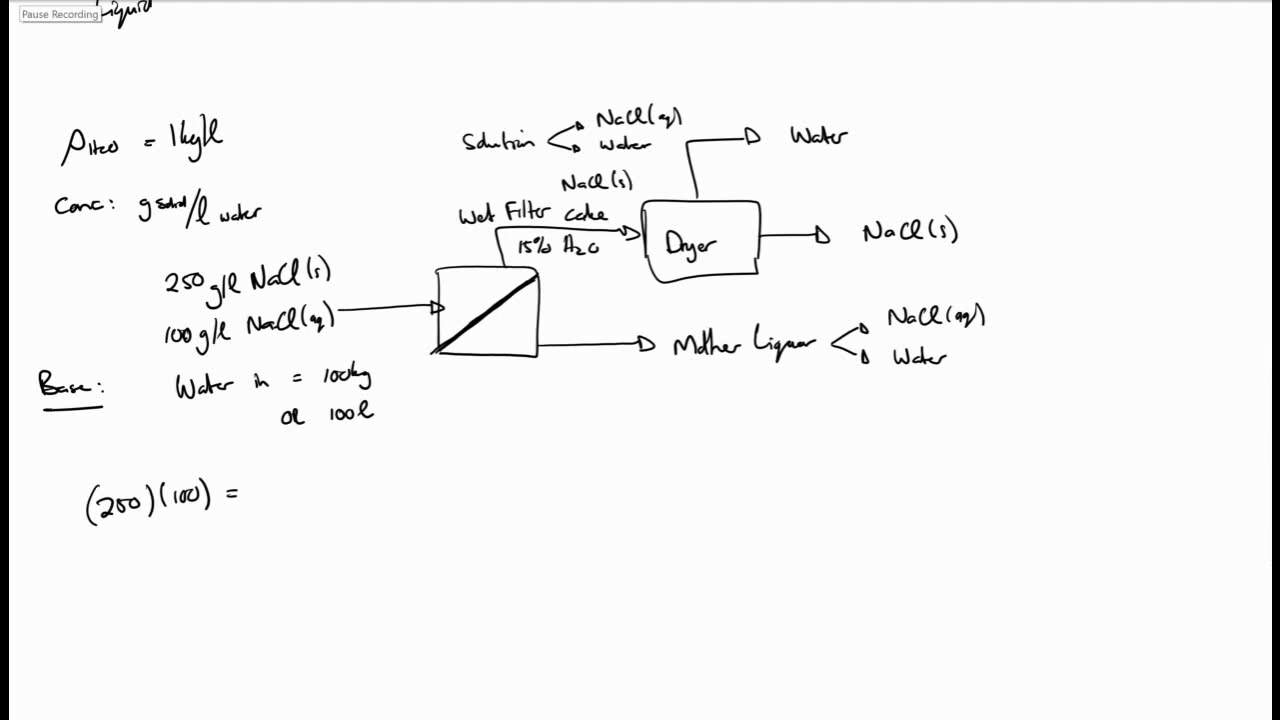 Pause Recording
Liquid
ρH2O = 1kg/l
Conc: g solid/l water
250 g/l NaCl(s)
100 g/l NaCl(aq)
Solution
NaCl(aq)
Water
NaCl(s)
Wet Filter cake
15% H2O
Dryer
Water
NaCl(s)
Mother Liquor
NaCl(aq)
Water
Base:
Water in = 100kg
OR 100l
(250)(100) =